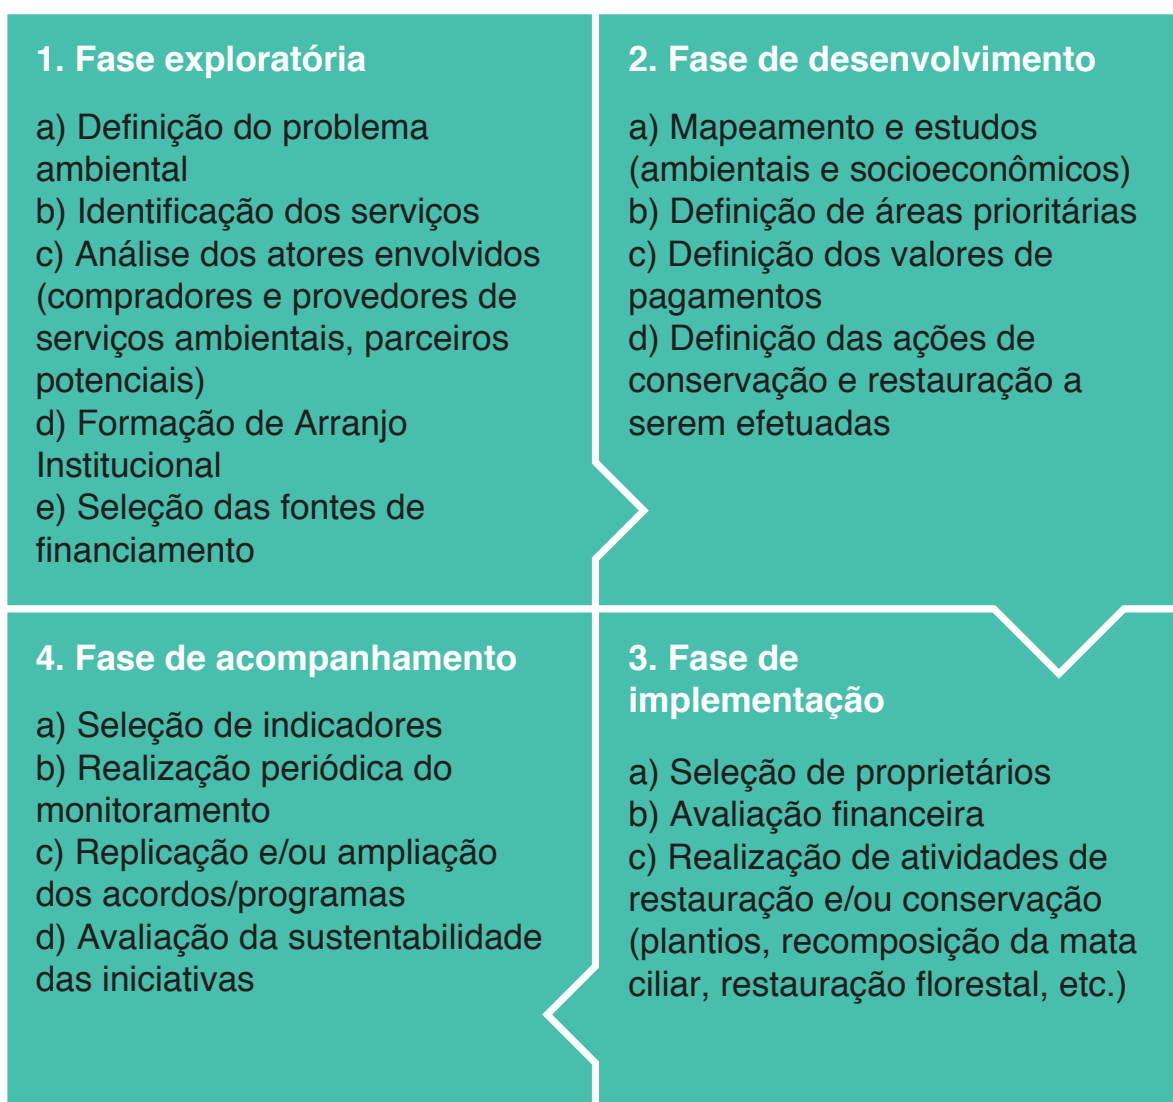 1. Fase exploratória
a) Definição do problema
ambiental
b) Identificação dos serviços
c) Análise dos atores envolvidos
(compradores e provedores de
serviços ambientais, parceiros
potenciais)
d) Formação de Arranjo
Institucional
e) Seleção das fontes de
financiamento
2. Fase de desenvolvimento
a) Mapeamento e estudos
(ambientais e socioeconômicos)
b) Definição de áreas prioritárias
c) Definição dos valores de
pagamentos
d) Definição das ações de
conservação e restauração a
serem efetuadas
3. Fase de
implementação
a) Seleção de proprietários
b) Avaliação financeira
c) Realização de atividades de
restauração e/ou conservação
(plantios, recomposição da mata
ciliar, restauração florestal, etc.)
4. Fase de acompanhamento
a) Seleção de indicadores
b) Realização periódica do
monitoramento
c) Replicação e/ou ampliação
dos acordos/programas
d) Avaliação da sustentabilidade
das iniciativas